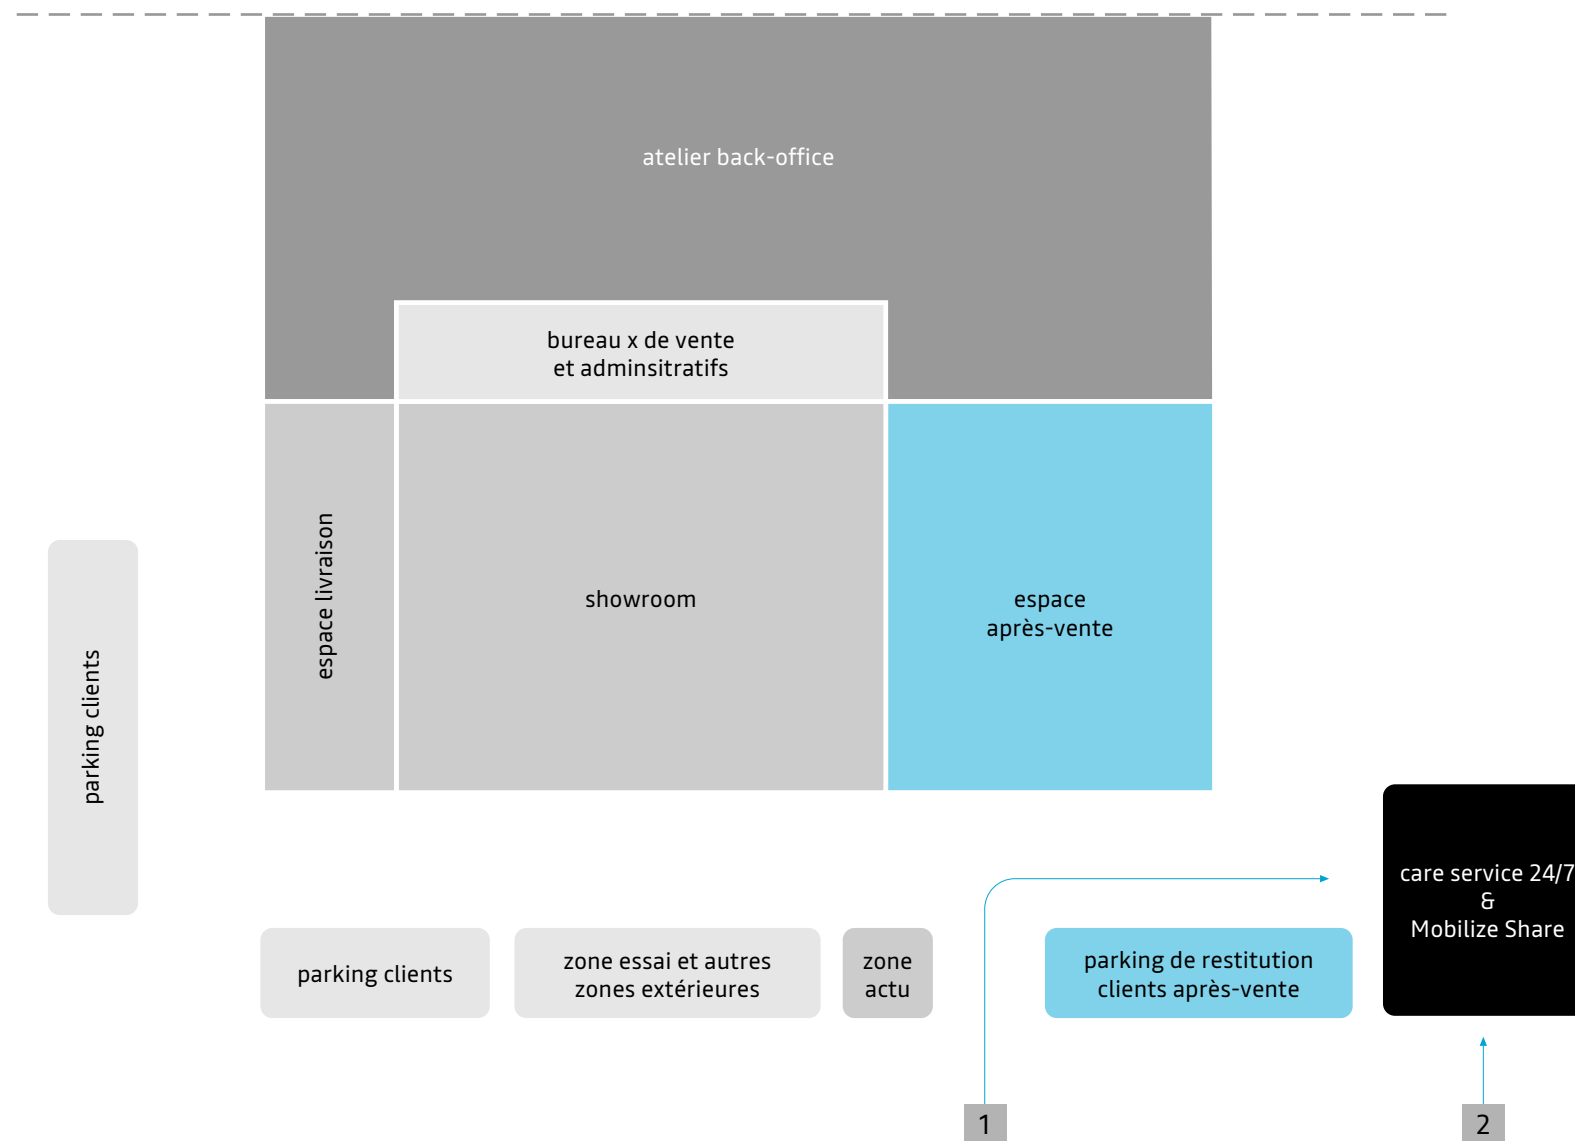 atelier back-office
bureau x de vente
et adminsitratifs
espace livraison
showroom
espace
après-vente
parking clients
care service 24/7
&
Mobilize Share
parking clients
zone essai et autres
zones extérieures
zone
actu
parking de restitution
clients après-vente
1
2